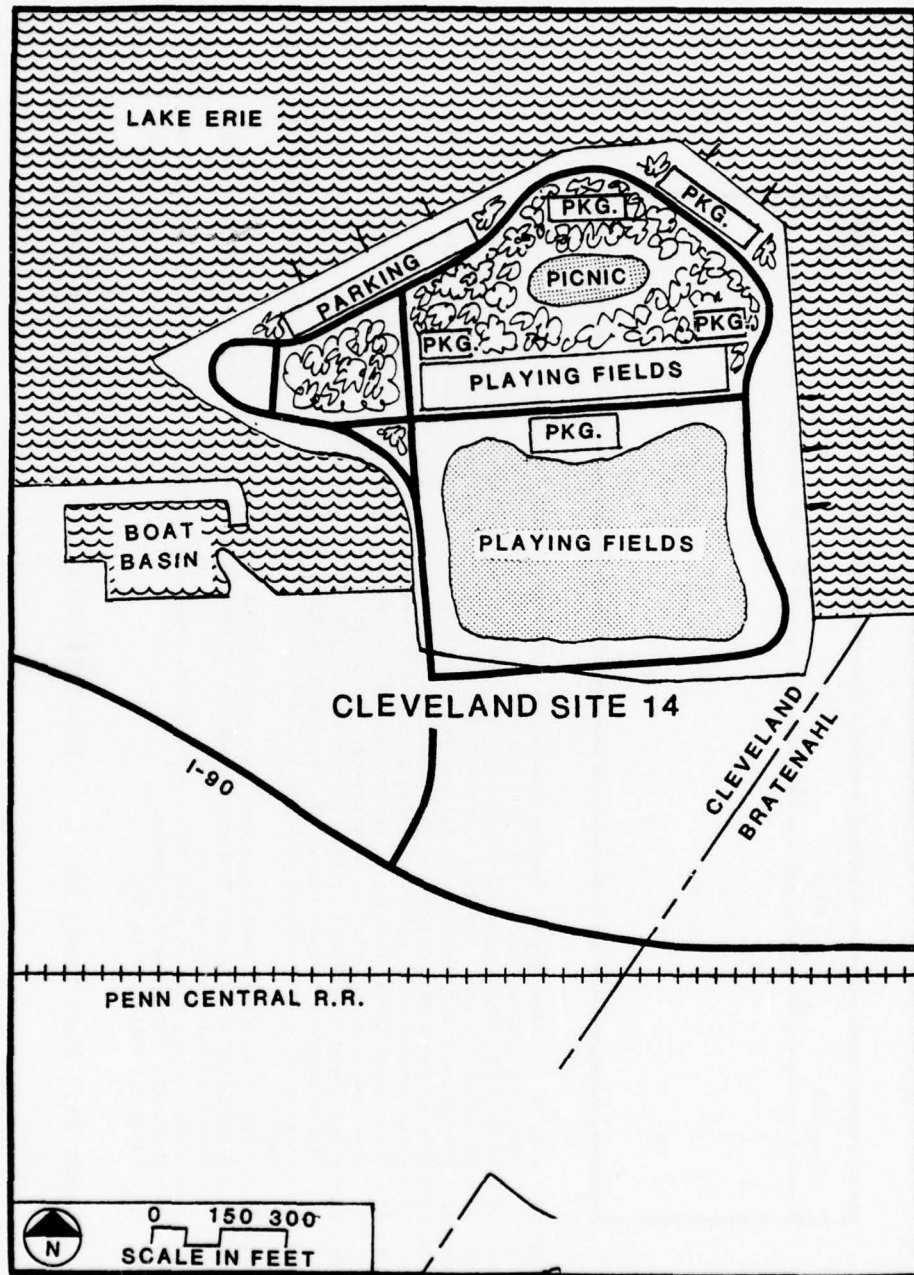 LAKE ERIE
PKG.
PKG.
PARKING
PICNIC
PKG.
PKG.
PLAYING FIELDS
PKG.
BOAT
BASIN
PLAYING FIELDS
CLEVELAND SITE 14
I-90
CLEVELAND
BRATENAHL
PENN CENTRAL R.R.
N
0 150 300
SCALE IN FEET